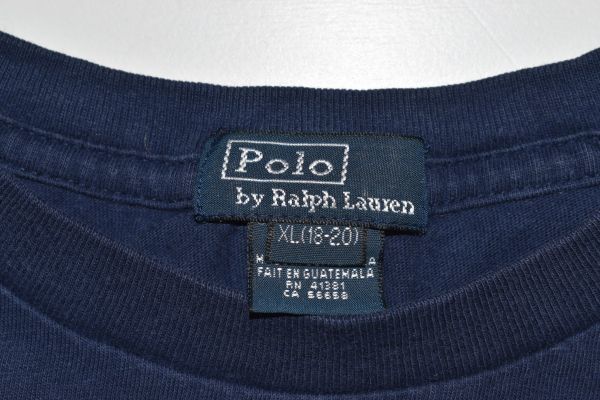 Polo
by Ralph Lauren
XL(18-20)
FAIT EN GUATEMALA
RN 41381
CA 56658